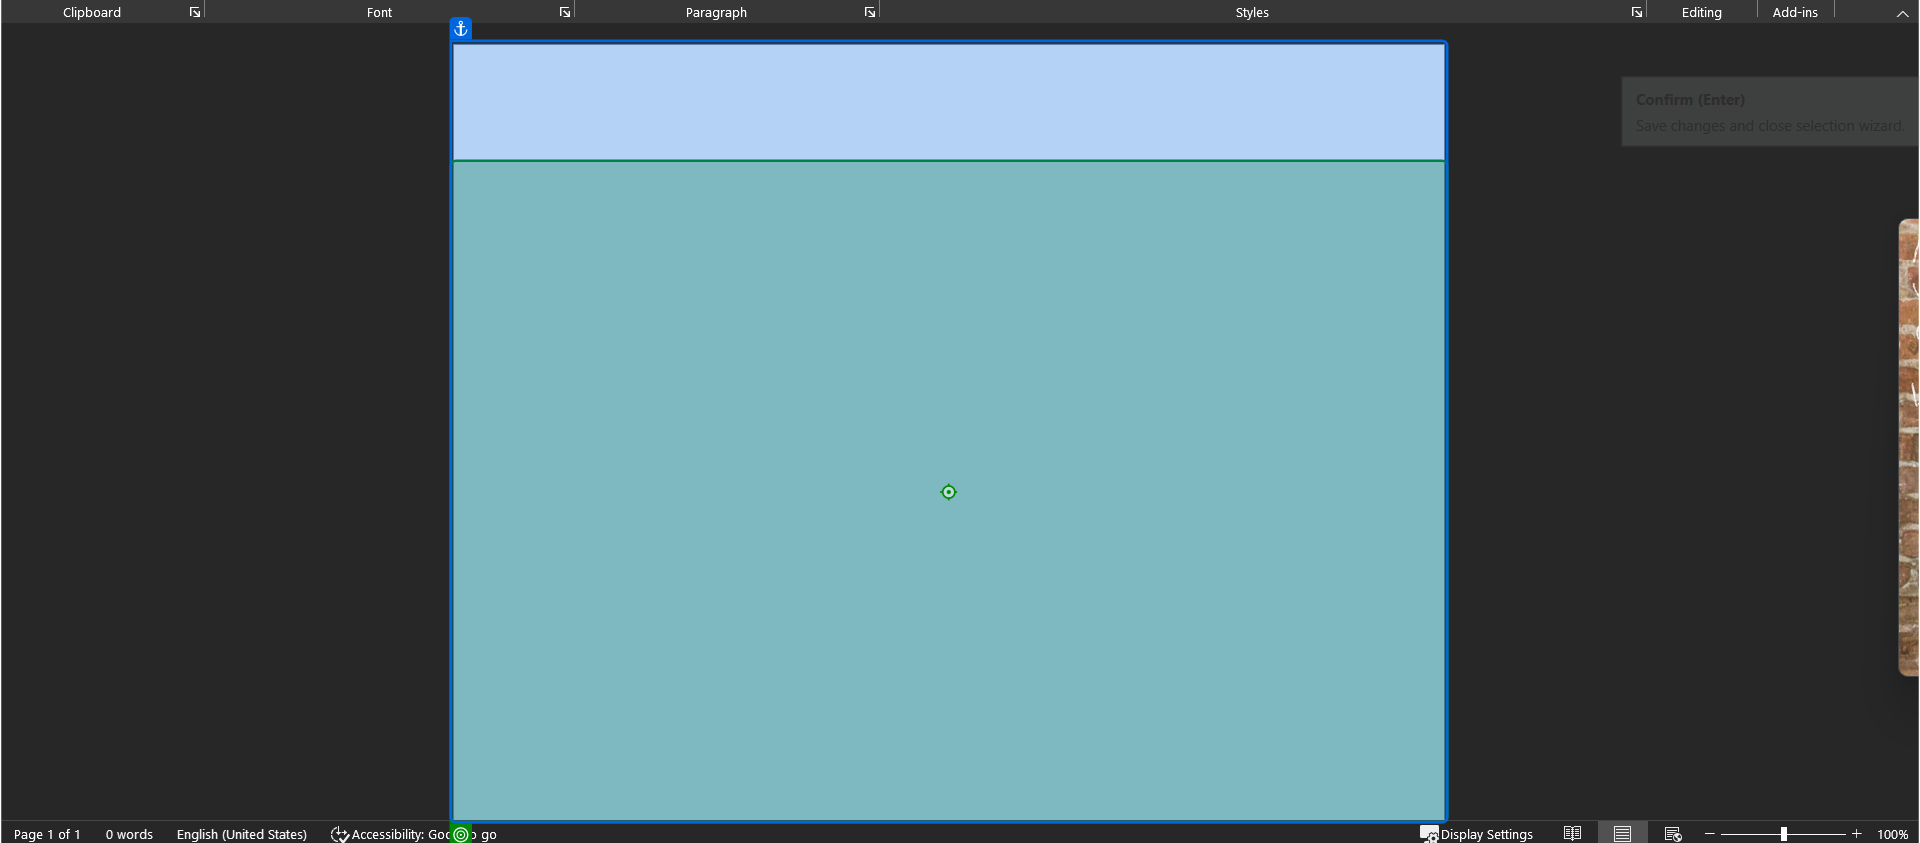 Clipboard Font Paragraph Styles Editing Add-ins
Confirm (Enter)
Save changes and close selection wizard.
Page 1 of 1 0 words English (United States) Accessibility: Goo go Display Settings 100%